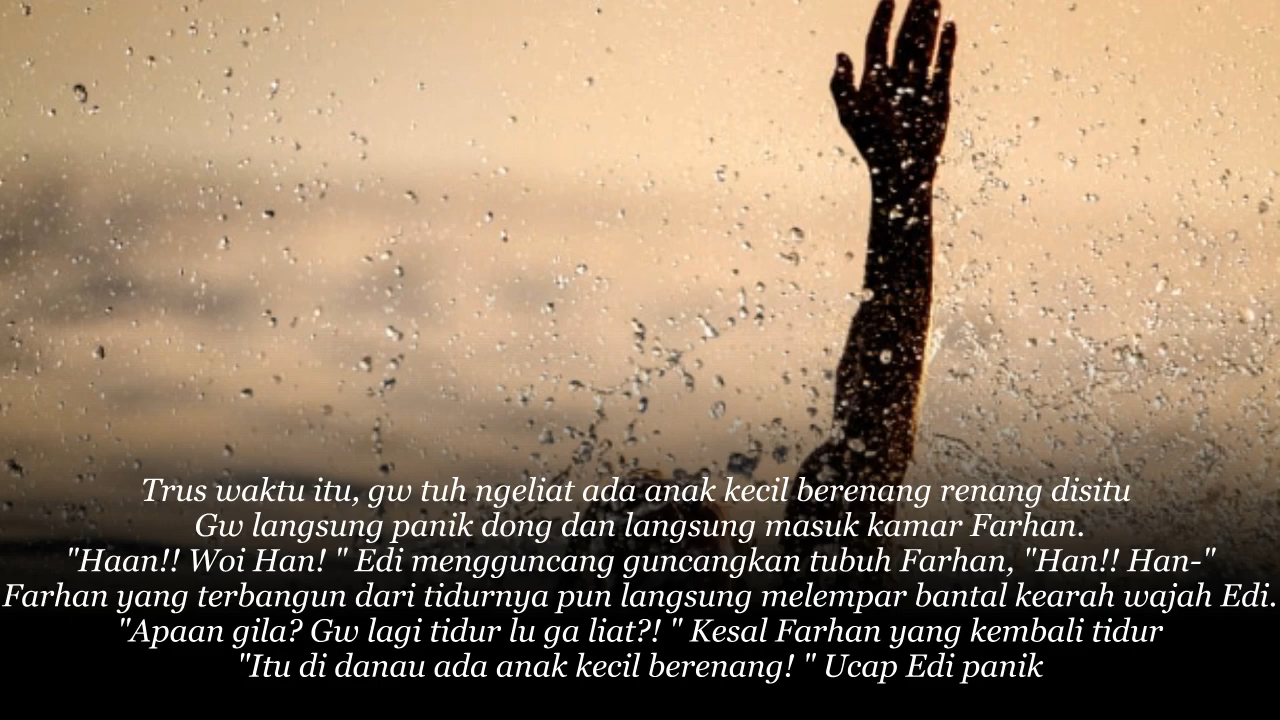 Trus waktu itu, gw tuh ngeliat ada anak kecil berenang renang disitu
Gw langsung panik dong dan langsung masuk kamar Farhan.
"Haan!! Woi Han! " Edi mengguncang guncangkan tubuh Farhan, "Han!! Han-"
Farhan yang terbangun dari tidurnya pun langsung melempar bantal kearah wajah Edi.
"Apaan gila? Gw lagi tidur lu ga liat?! " Kesal Farhan yang kembali tidur
"Itu di danau ada anak kecil berenang! " Ucap Edi panik